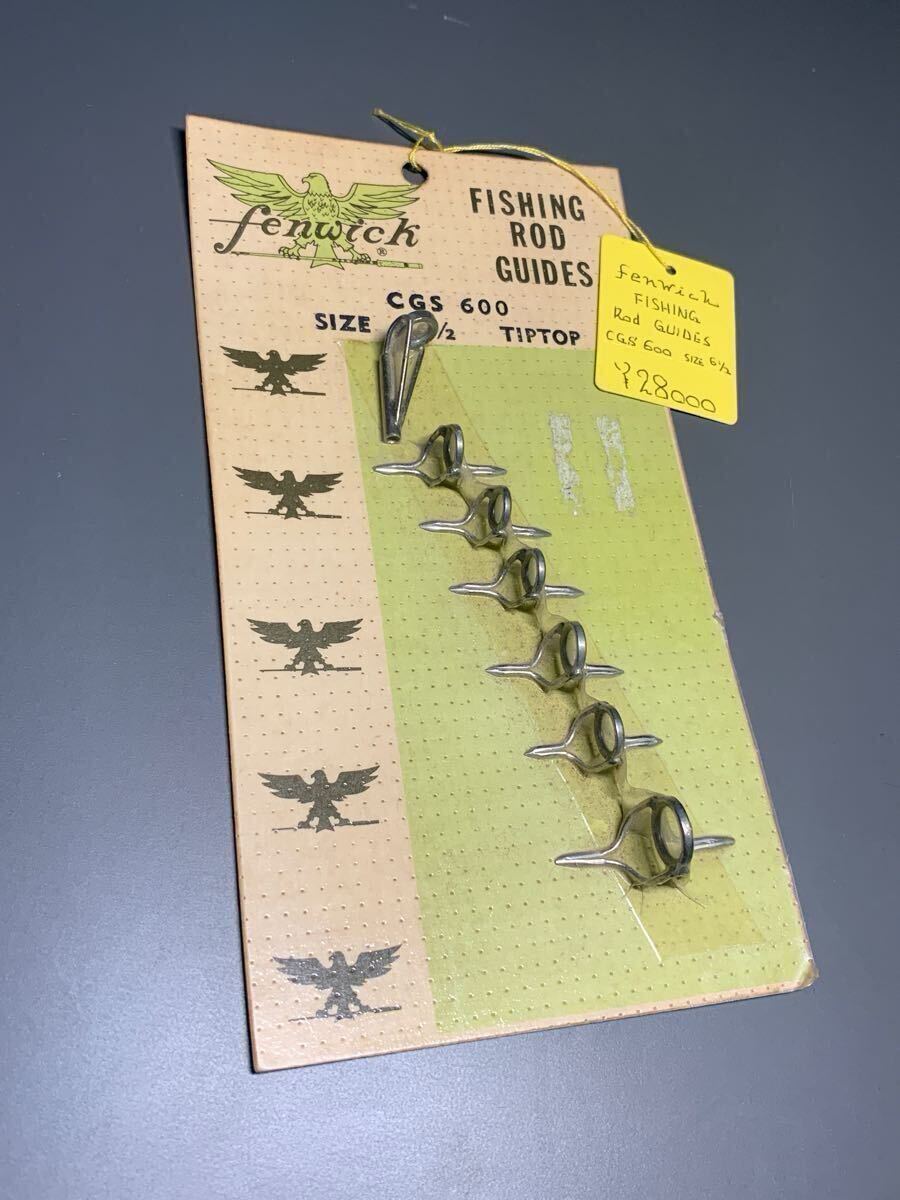 fenwick®
FISHING
ROD
GUIDES
CGS 600
SIZE ½ TIPTOP
fenwick
FISHING
Rod GUIDES
CGS 600 SIZE 6½
¥28000